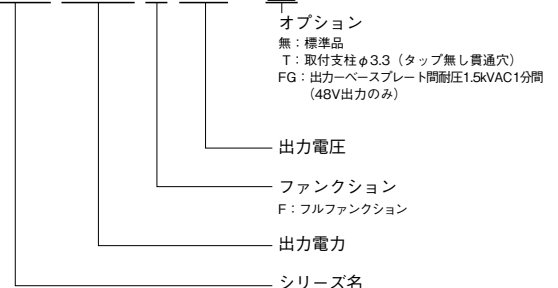 オプション
無：標準品
T：取付支柱φ3.3（タップ無し貫通穴）
FG：出力ーベースプレート間耐圧1.5kVAC1分間
（48V出力のみ）
出力電圧
ファンクション
F：フルファンクション
出力電力
シリーズ名